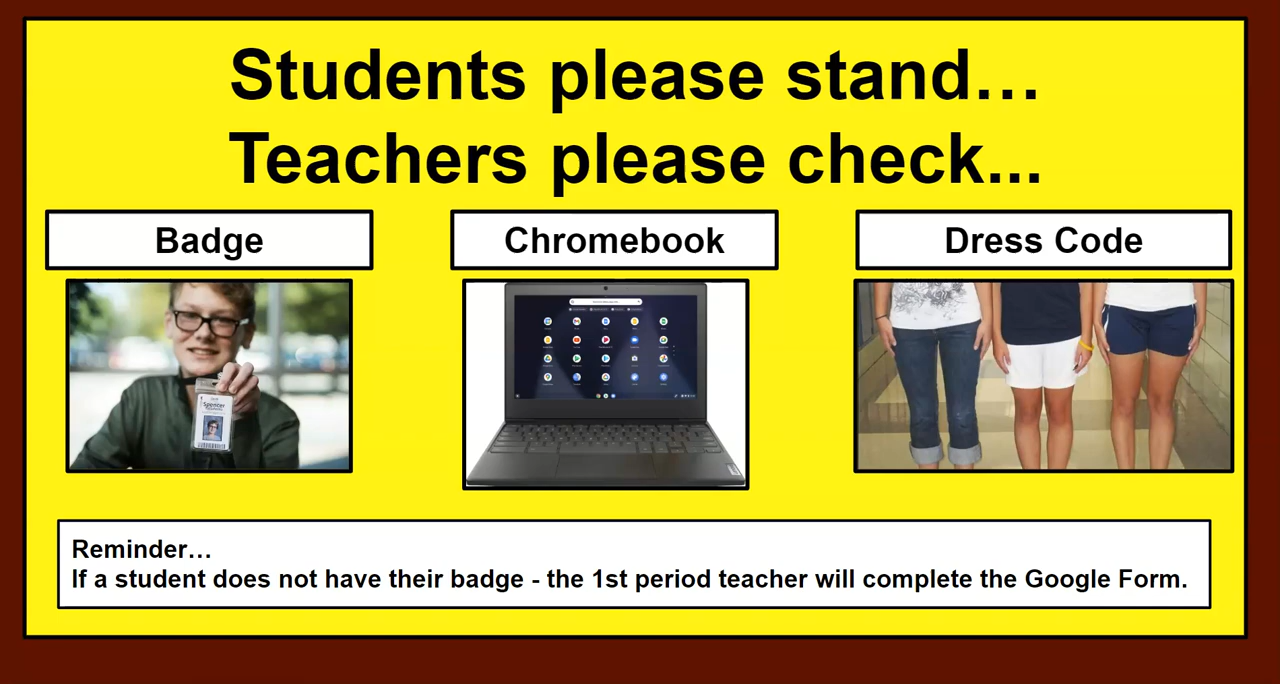 Students please stand…
Teachers please check...
Badge
Chromebook
Dress Code
Spencer
Reminder…
If a student does not have their badge - the 1st period teacher will complete the Google Form.